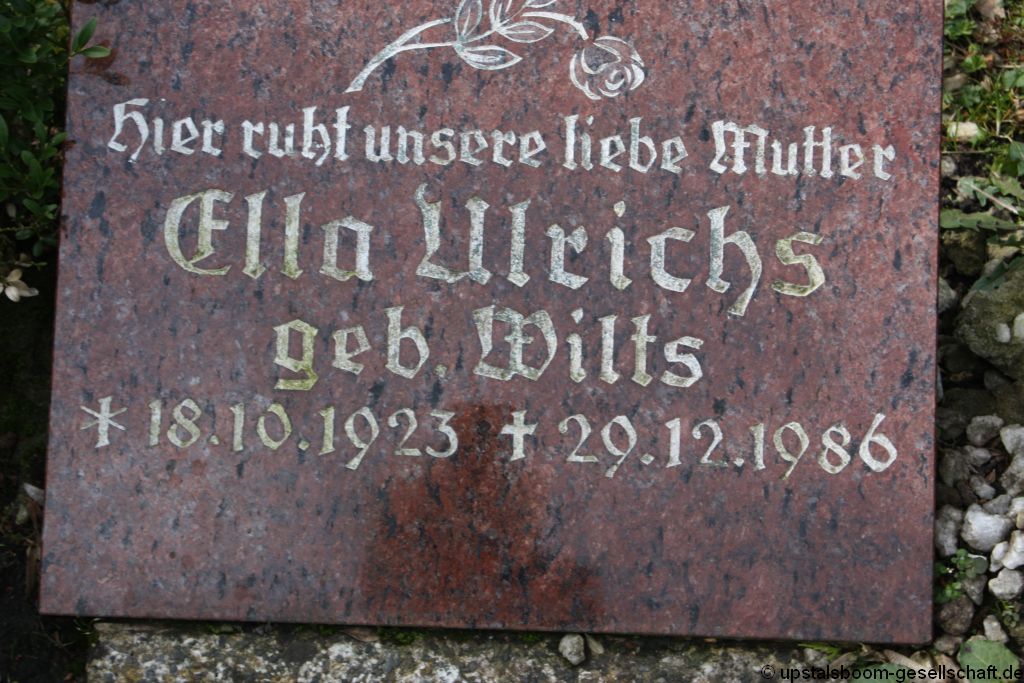 Hier ruht unsere liebe Mutter
Ella Ulrichs
geb. Wilts
* 18.10.1923 † 29.12.1986
© upstalsboom-gesellschaft.de